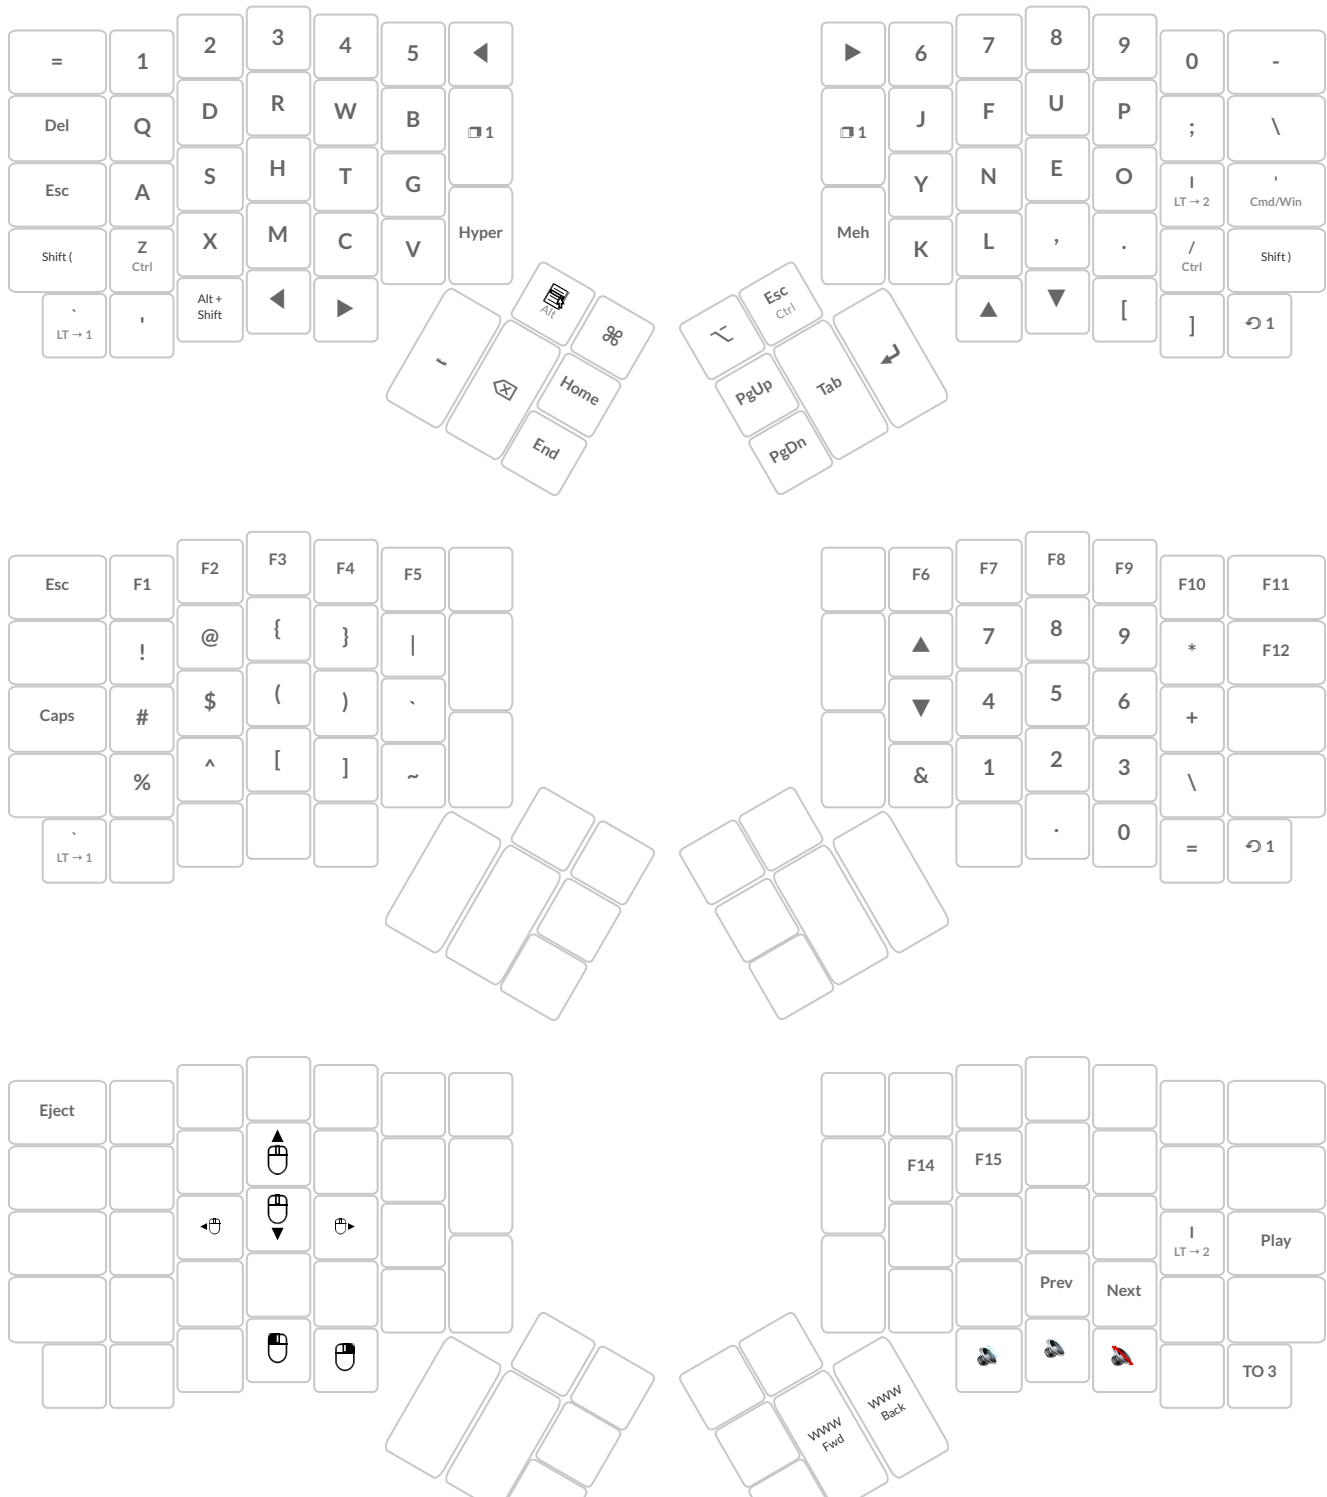 = 1 2 3 4 5 6 7 8 9 0 -
Del Q D R W B 1 1 J F U P ; \
Esc A S H T G Y N E O I ' 
LT → 2 Cmd/Win
Shift ( Z X M C V Hyper Meh K L , . / Shift )
Ctrl Ctrl
` ' Alt + [ ] 1
LT → 1 Shift
Alt ⌘ ⌥ Esc
Ctrl
Home PgUp Tab
End PgDn
Esc F1 F2 F3 F4 F5 F6 F7 F8 F9 F10 F11
! @ { } | 7 8 9 * F12
Caps # $ ( ) ` 4 5 6 +
% ^ [ ] ~ & 1 2 3 \
` . 0 = 1
LT → 1
Eject
F14 F15
I Play
LT → 2
Prev Next
TO 3
WWW
Back
WWW
Fwd